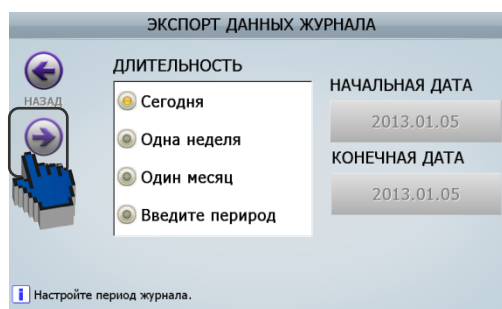 ЭКСПОРТ ДАННЫХ ЖУРНАЛА
НАЗАД
ДЛИТЕЛЬНОСТЬ
Сегодня
Одна неделя
Один месяц
Введите перирод
НАЧАЛЬНАЯ ДАТА
2013.01.05
КОНЕЧНАЯ ДАТА
2013.01.05
i Настройте период журнала.